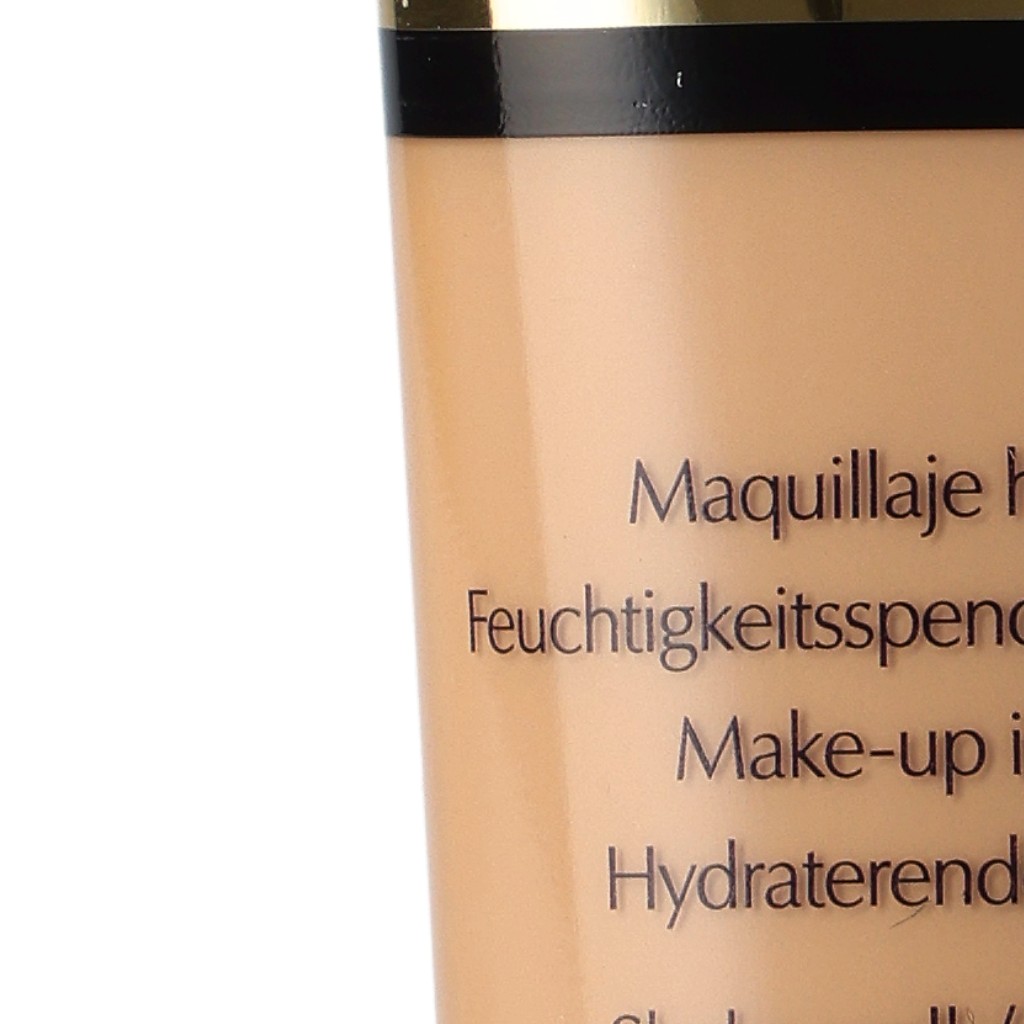 Maquillaje h
Feuchtigkeitsspend
Make-up i
Hydraterend